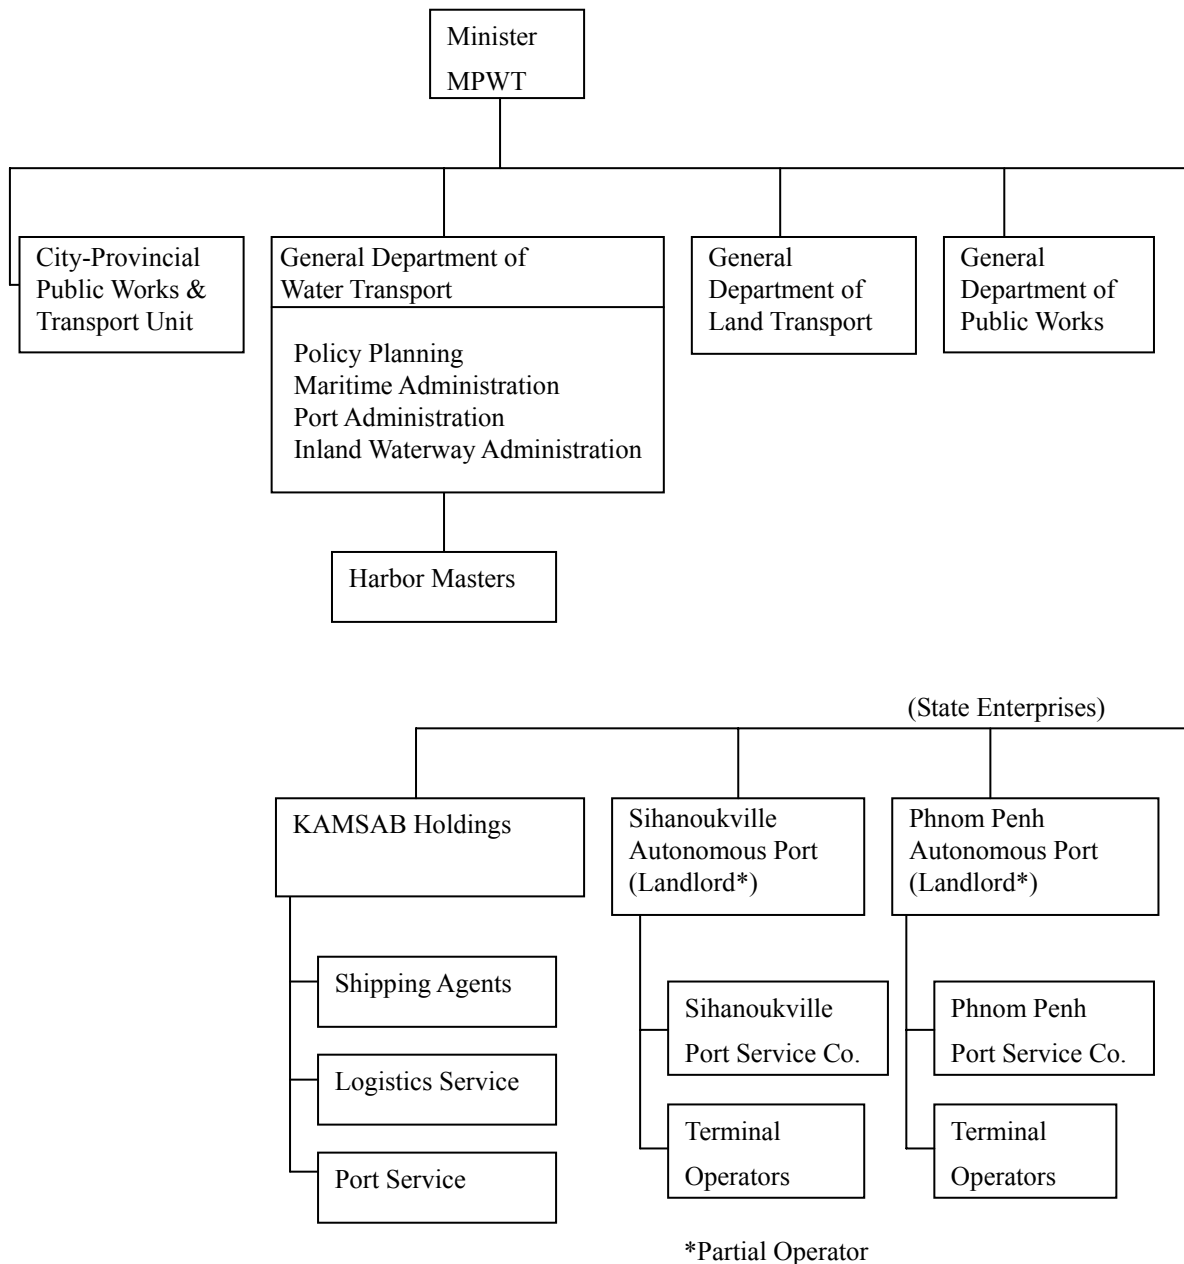 Minister
MPWT
City-Provincial
Public Works &
Transport Unit
General Department of
Water Transport
Policy Planning
Maritime Administration
Port Administration
Inland Waterway Administration
General
Department of
Land Transport
General
Department of
Public Works
Harbor Masters
(State Enterprises)
KAMSAB Holdings
Shipping Agents
Logistics Service
Port Service
Sihanoukville
Autonomous Port
(Landlord*)
Sihanoukville
Port Service Co.
Terminal
Operators
Phnom Penh
Autonomous Port
(Landlord*)
Phnom Penh
Port Service Co.
Terminal
Operators
*Partial Operator